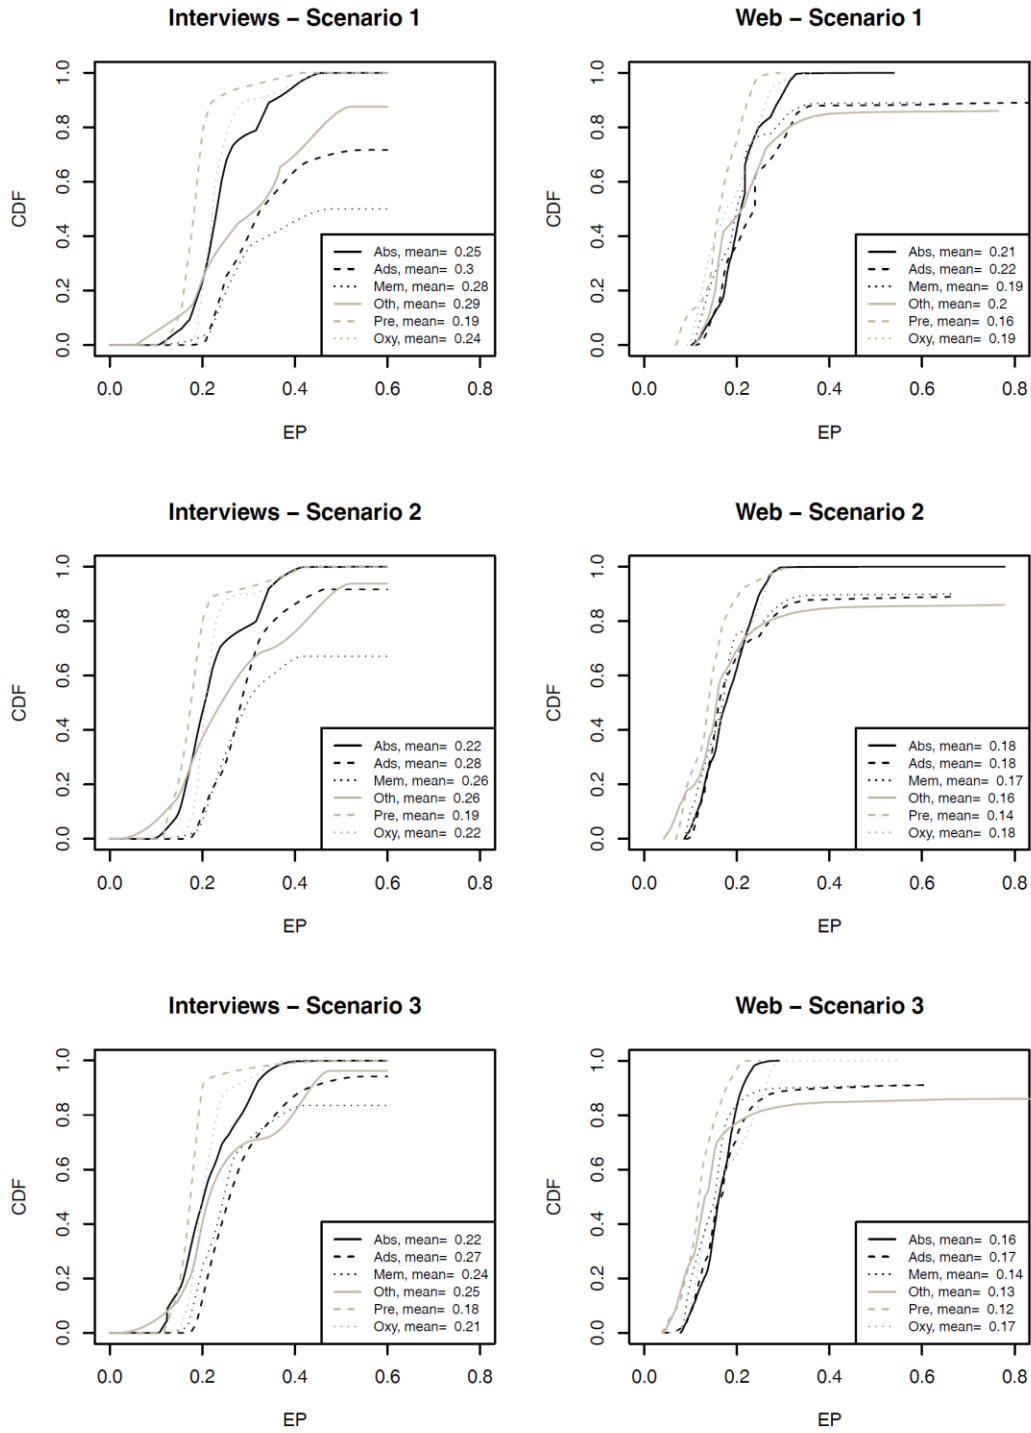 Interviews – Scenario 1
CDF
0.0 0.2 0.4 0.6 0.8 1.0
Abs, mean= 0.25
Ads, mean= 0.3
Mem, mean= 0.28
Oth, mean= 0.29
Pre, mean= 0.19
Oxy, mean= 0.24
0.0 0.2 0.4 0.6 0.8
EP
Web – Scenario 1
CDF
0.0 0.2 0.4 0.6 0.8 1.0
Abs, mean= 0.21
Ads, mean= 0.22
Mem, mean= 0.19
Oth, mean= 0.2
Pre, mean= 0.16
Oxy, mean= 0.19
0.0 0.2 0.4 0.6 0.8
EP
Interviews – Scenario 2
CDF
0.0 0.2 0.4 0.6 0.8 1.0
Abs, mean= 0.22
Ads, mean= 0.28
Mem, mean= 0.26
Oth, mean= 0.26
Pre, mean= 0.19
Oxy, mean= 0.22
0.0 0.2 0.4 0.6 0.8
EP
Web – Scenario 2
CDF
0.0 0.2 0.4 0.6 0.8 1.0
Abs, mean= 0.18
Ads, mean= 0.18
Mem, mean= 0.17
Oth, mean= 0.16
Pre, mean= 0.14
Oxy, mean= 0.18
0.0 0.2 0.4 0.6 0.8
EP
Interviews – Scenario 3
CDF
0.0 0.2 0.4 0.6 0.8 1.0
Abs, mean= 0.22
Ads, mean= 0.27
Mem, mean= 0.24
Oth, mean= 0.25
Pre, mean= 0.18
Oxy, mean= 0.21
0.0 0.2 0.4 0.6 0.8
EP
Web – Scenario 3
CDF
0.0 0.2 0.4 0.6 0.8 1.0
Abs, mean= 0.16
Ads, mean= 0.17
Mem, mean= 0.14
Oth, mean= 0.13
Pre, mean= 0.12
Oxy, mean= 0.17
0.0 0.2 0.4 0.6 0.8
EP